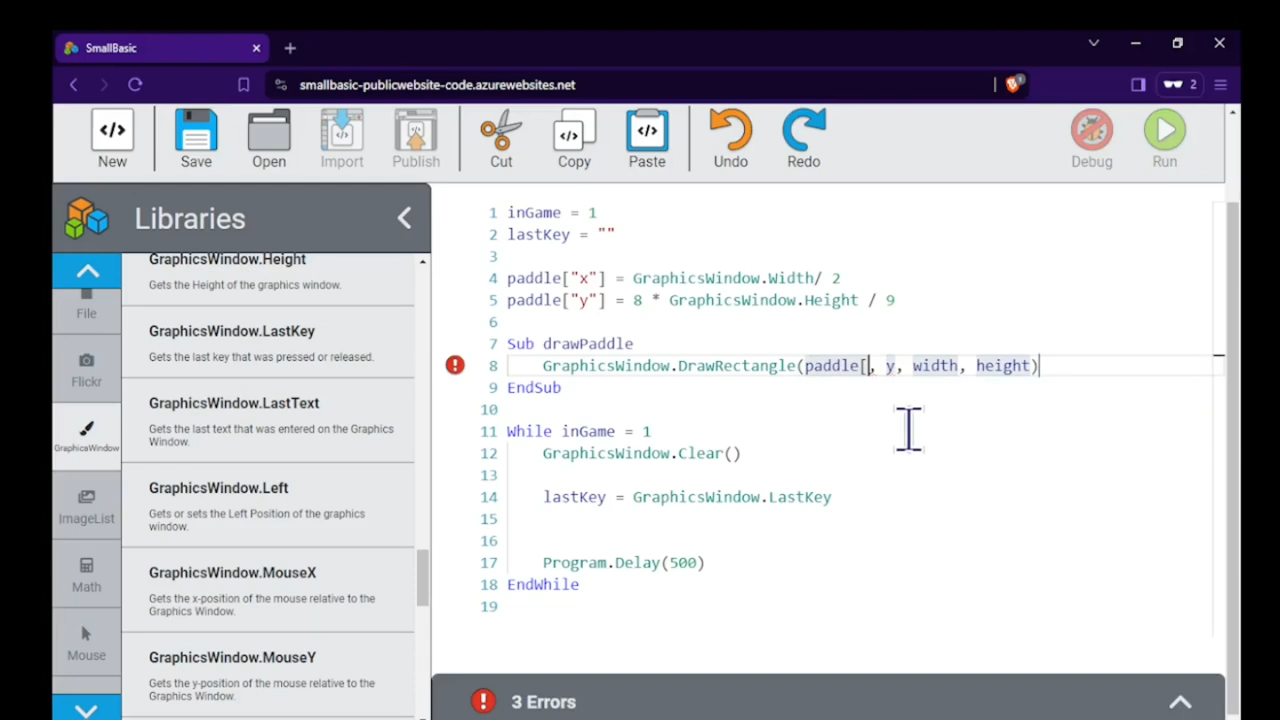 SmallBasic
smallbasic-publicwebsite-code.azurewebsites.net
2
New
Save
Open
Import
Publish
Cut
Copy
Paste
Undo
Redo
Debug
Run
Libraries
File
Flickr
GraphicsWindow
ImageList
Math
Mouse
GraphicsWindow.Height
Gets the Height of the graphics window.
GraphicsWindow.LastKey
Gets the last key that was pressed or released.
GraphicsWindow.LastText
Gets the last text that was entered on the Graphics
Window.
GraphicsWindow.Left
Gets or sets the Left Position of the graphics
window.
GraphicsWindow.MouseX
Gets the x-position of the mouse relative to the
Graphics Window.
GraphicsWindow.MouseY
Gets the y-position of the mouse relative to the
Graphics Window.
1 inGame = 1
2 lastKey = ""
3
4 paddle["x"] = GraphicsWindow.Width/ 2
5 paddle["y"] = 8 * GraphicsWindow.Height / 9
6
7 Sub drawPaddle
8 GraphicsWindow.DrawRectangle(paddle[, y, width, height)
9 EndSub
10
11 While inGame = 1
12 GraphicsWindow.Clear()
13
14 lastKey = GraphicsWindow.LastKey
15
16
17 Program.Delay(500)
18 EndWhile
19
3 Errors